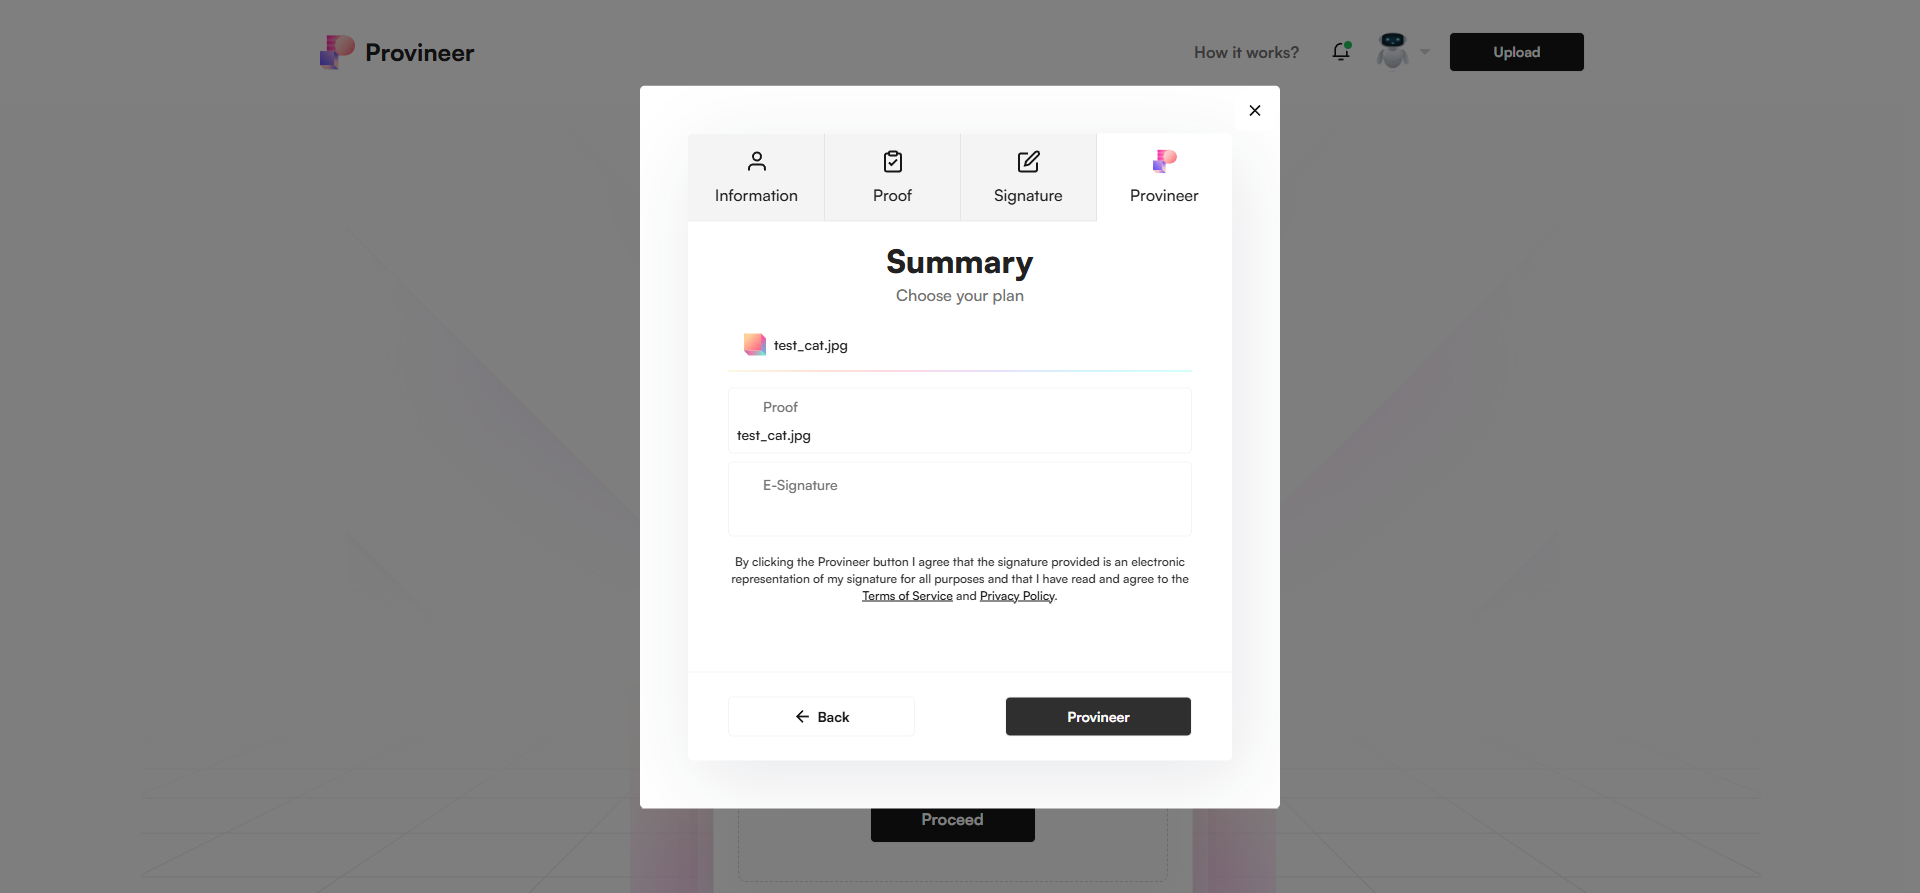 Provineer
How it works?
Upload
Information
Proof
Signature
Provineer
Summary
Choose your plan
test_cat.jpg
Proof
test_cat.jpg
E-Signature
By clicking the Provineer button I agree that the signature provided is an electronic
representation of my signature for all purposes and that I have read and agree to the
Terms of Service and Privacy Policy.
Back
Provineer
Proceed